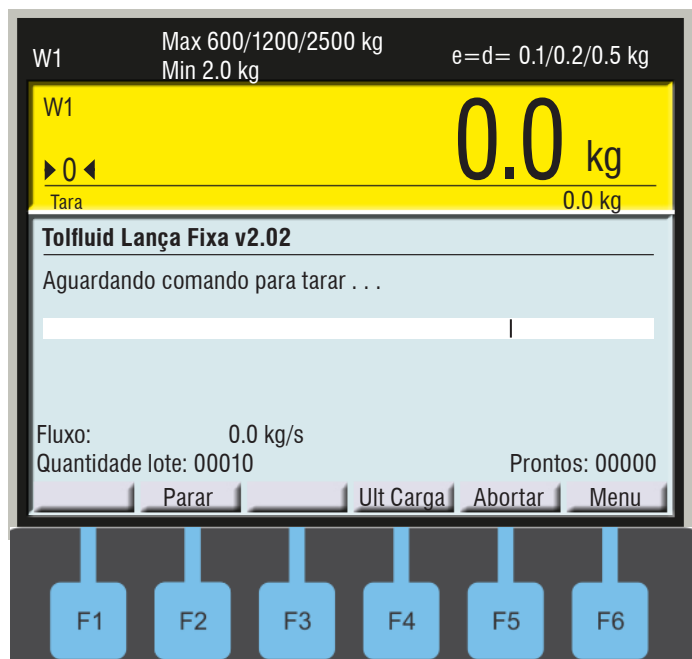 W1 Max 600/1200/2500 kg e=d= 0.1/0.2/0.5 kg
Min 2.0 kg
W1
0.0 kg
0
Tara 0.0 kg
Tolfluid Lança Fixa v2.02
Aguardando comando para tarar . . .
Fluxo: 0.0 kg/s
Quantidade lote: 00010 Prontos: 00000
Parar Ult Carga Abortar Menu
F1 F2 F3 F4 F5 F6